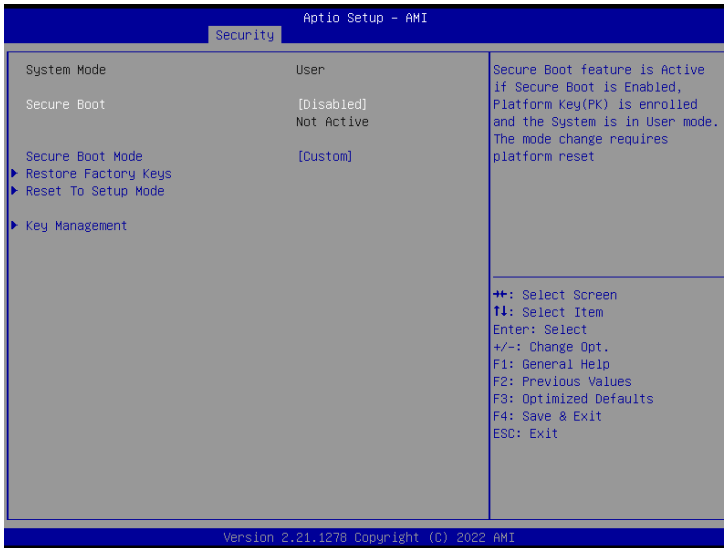 Aptio Setup – AMI
Security
System Mode User
Secure Boot [Disabled]
Not Active
Secure Boot Mode [Custom]
▶ Restore Factory Keys
▶ Reset To Setup Mode
▶ Key Management
Secure Boot feature is Active
if Secure Boot is Enabled,
Platform Key(PK) is enrolled
and the System is in User mode.
The mode change requires
platform reset
→←: Select Screen
↑↓: Select Item
Enter: Select
+/-: Change Opt.
F1: General Help
F2: Previous Values
F3: Optimized Defaults
F4: Save & Exit
ESC: Exit
Version 2.21.1278 Copyright (C) 2022 AMI